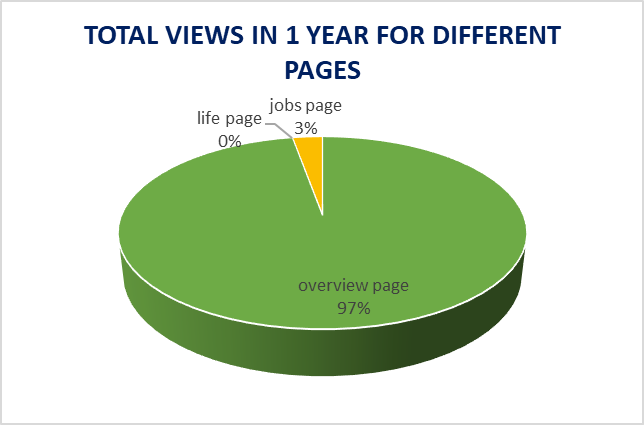 TOTAL VIEWS IN 1 YEAR FOR DIFFERENT
PAGES
jobs page
3%
life page
0%
overview page
97%